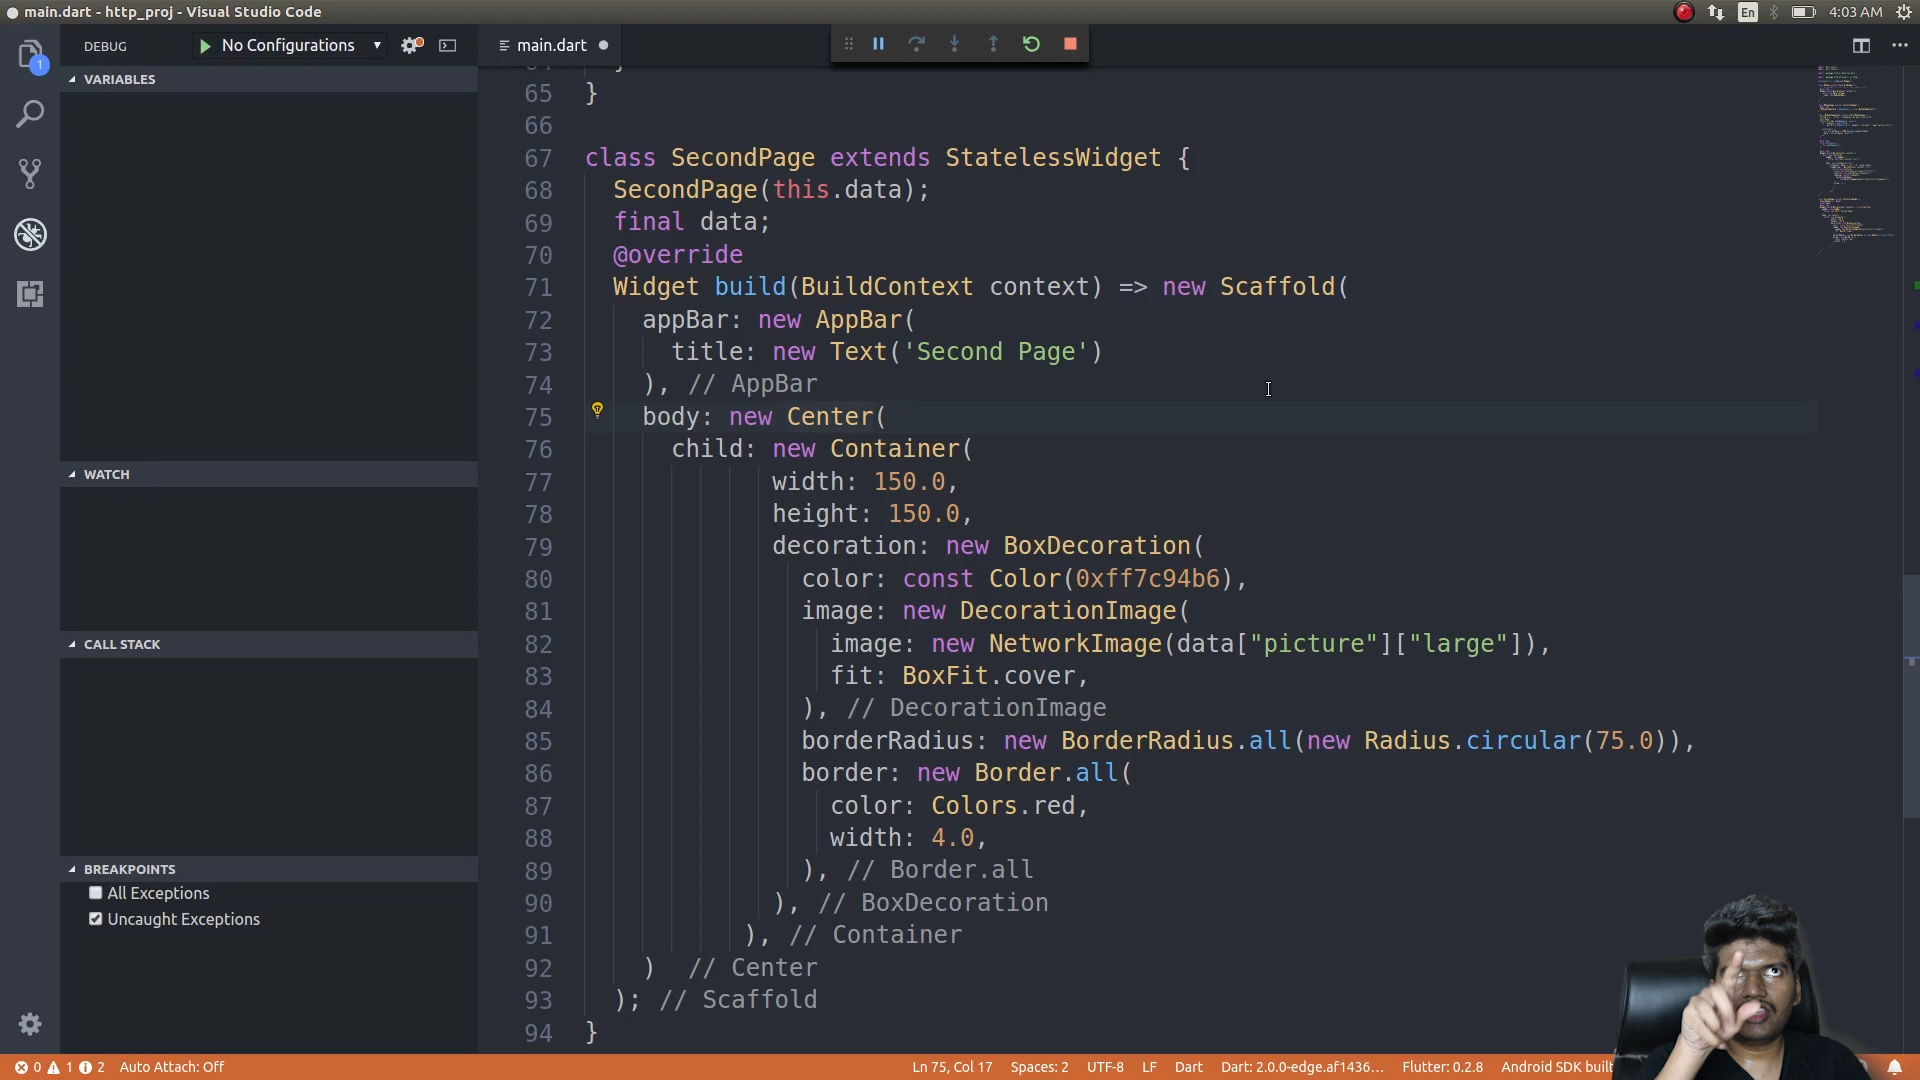 main.dart - http_proj - Visual Studio Code
En
4:03 AM
1
DEBUG
No Configurations
main.dart
VARIABLES
WATCH
CALL STACK
BREAKPOINTS
All Exceptions
Uncaught Exceptions
65 }
66
67 class SecondPage extends StatelessWidget {
68 SecondPage(this.data);
69 final data;
70 @override
71 Widget build(BuildContext context) => new Scaffold(
72 appBar: new AppBar(
73 title: new Text('Second Page')
74 ), // AppBar
75 body: new Center(
76 child: new Container(
77 width: 150.0,
78 height: 150.0,
79 decoration: new BoxDecoration(
80 color: const Color(0xff7c94b6),
81 image: new DecorationImage(
82 image: new NetworkImage(data["picture"]["large"]),
83 fit: BoxFit.cover,
84 ), // DecorationImage
85 borderRadius: new BorderRadius.all(new Radius.circular(75.0)),
86 border: new Border.all(
87 color: Colors.red,
88 width: 4.0,
89 ), // Border.all
90 ), // BoxDecoration
91 ), // Container
92 ) // Center
93 ); // Scaffold
94 }
0 1 2 Auto Attach: Off
Ln 75, Col 17 Spaces: 2 UTF-8 LF Dart Dart: 2.0.0-edge.af1436... Flutter: 0.2.8 Android SDK built